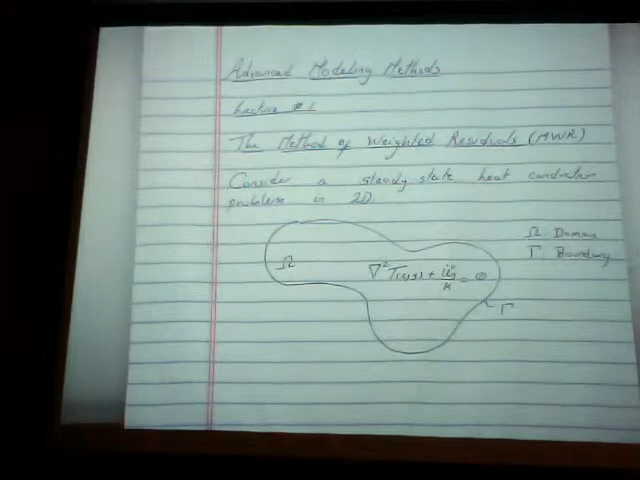 Advanced Modeling Methods
Lecture #1
The Method of Weighted Residuals (MWR)
Consider a steady state heat conduction
problem in 2D
Ω Domain
Γ Boundary
Ω
∇²T(x,y) + = 0
Γ